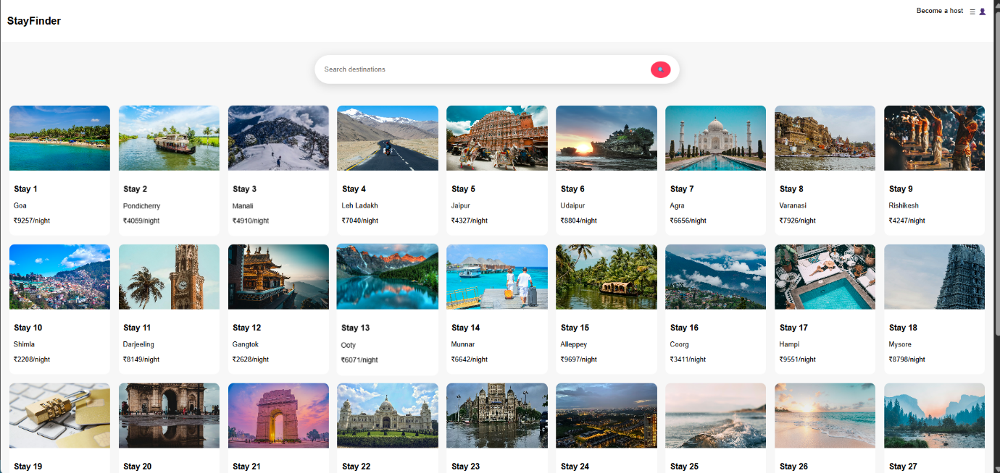 StayFinder
Become a host
Search destinations
Stay 1
Goa
₹9257/night
Stay 2
Pondicherry
₹4059/night
Stay 3
Manali
₹4910/night
Stay 4
Leh Ladakh
₹7040/night
Stay 5
Jaipur
₹4327/night
Stay 6
Udaipur
₹8804/night
Stay 7
Agra
₹6656/night
Stay 8
Varanasi
₹7926/night
Stay 9
Rishikesh
₹4247/night
Stay 10
Shimla
₹2208/night
Stay 11
Darjeeling
₹8149/night
Stay 12
Gangtok
₹2628/night
Stay 13
Ooty
₹6071/night
Stay 14
Munnar
₹6642/night
Stay 15
Alleppey
₹9697/night
Stay 16
Coorg
₹3411/night
Stay 17
Hampi
₹9551/night
Stay 18
Mysore
₹8798/night
Stay 19
Stay 20
Stay 21
Stay 22
Stay 23
Stay 24
Stay 25
Stay 26
Stay 27